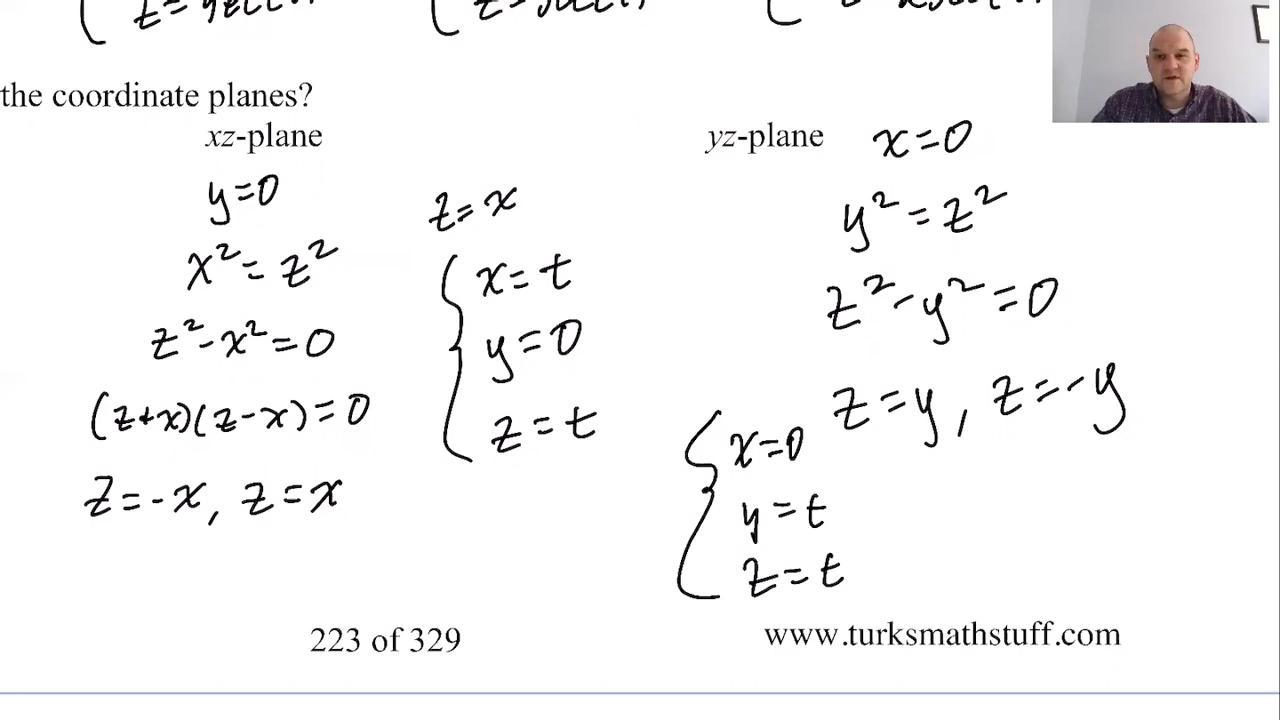 the coordinate planes?
xz-plane
y=0
x²=z²
z²-x²=0
(z+x)(z-x)=0
z=-x, z=x
z=x
x=t
y=0
z=t
yz-plane x=0
y²=z²
z²-y²=0
z=y, z=-y
x=0
y=t
z=t
223 of 329
www.turksmathstuff.com